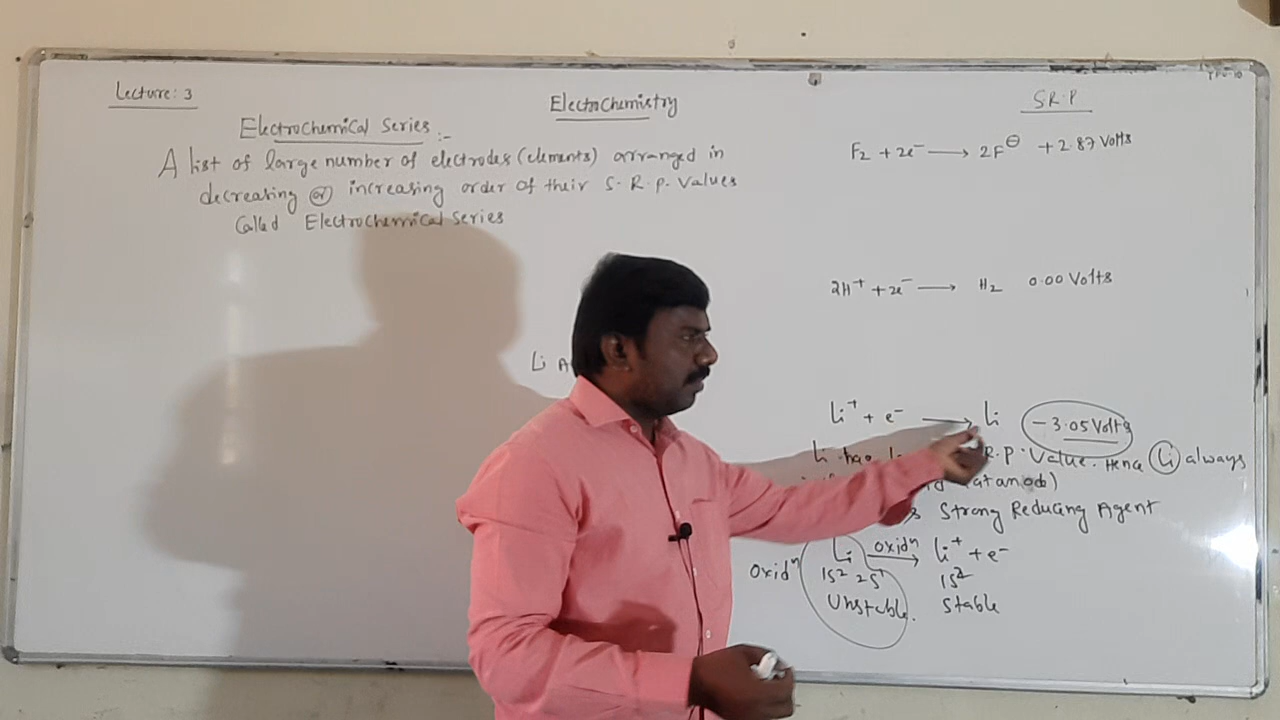 Lecture: 3
ElectroChemistry
S.R.P
ElectroChemical Series :-
A list of large number of electrodes (elements) arranged in
decreasing or increasing order of their S.R.P. Values
Called ElectroChemical Series
F₂ + 2e⁻ → 2F⊖ +2.87 Volts
2H⁺ + 2e⁻ → H₂ 0.00 Volts
Li
Li⁺ + e⁻ → Li −3.05 Volts
Li has R.P. Value. Hence Li always
(at anode)
Strong Reducing Agent
Oxidⁿ Li oxidⁿ → Li⁺ + e⁻
1s² 2s¹ 1s²
Unstable. Stable